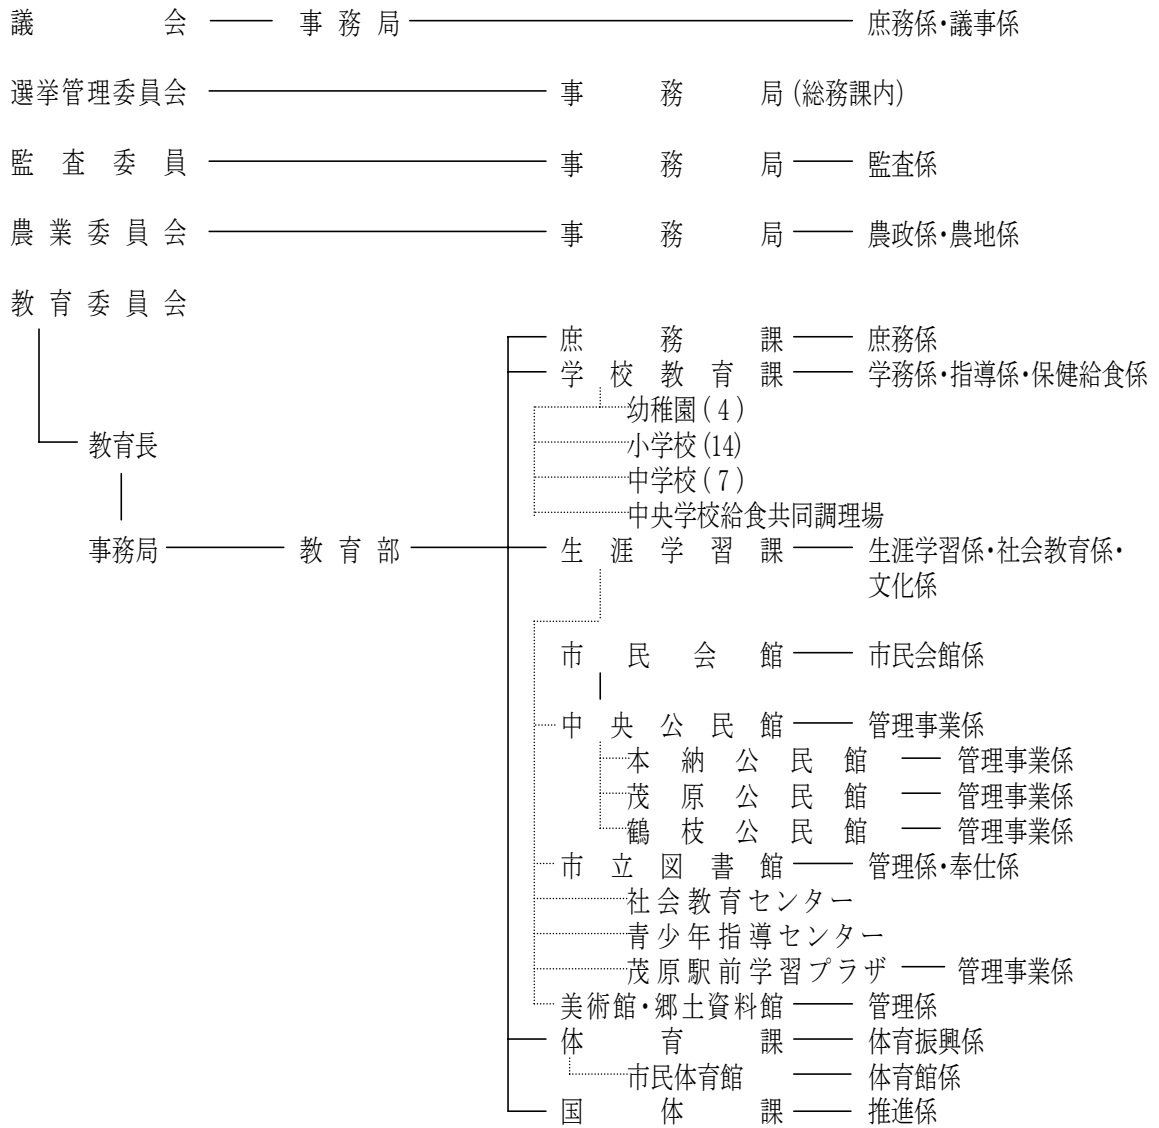 議会 事務局 庶務係・議事係
選挙管理委員会 事務局(総務課内)
監査委員 事務局 監査係
農業委員会 事務局 農政係・農地係
教育委員会
庶務課 庶務係
学校教育課 学務係・指導係・保健給食係
幼稚園(4)
教育長 小学校(14)
中学校(7)
中央学校給食共同調理場
事務局 教育部 生涯学習課 生涯学習係・社会教育係・
文化係
市民会館 市民会館係
中央公民館 管理事業係
本納公民館 管理事業係
茂原公民館 管理事業係
鶴枝公民館 管理事業係
市立図書館 管理係・奉仕係
社会教育センター
青少年指導センター
茂原駅前学習プラザ 管理事業係
美術館・郷土資料館 管理係
体育課 体育振興係
市民体育館 体育館係
国体課 推進係